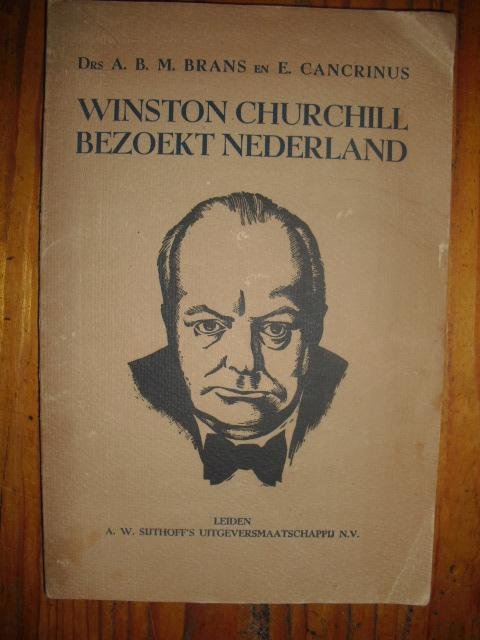 Drs A. B. M. BRANS EN E. CANCRINUS
WINSTON CHURCHILL
BEZOEKT NEDERLAND
LEIDEN
A. W. SIJTHOFF'S UITGEVERSMAATSCHAPPIJ N.V.